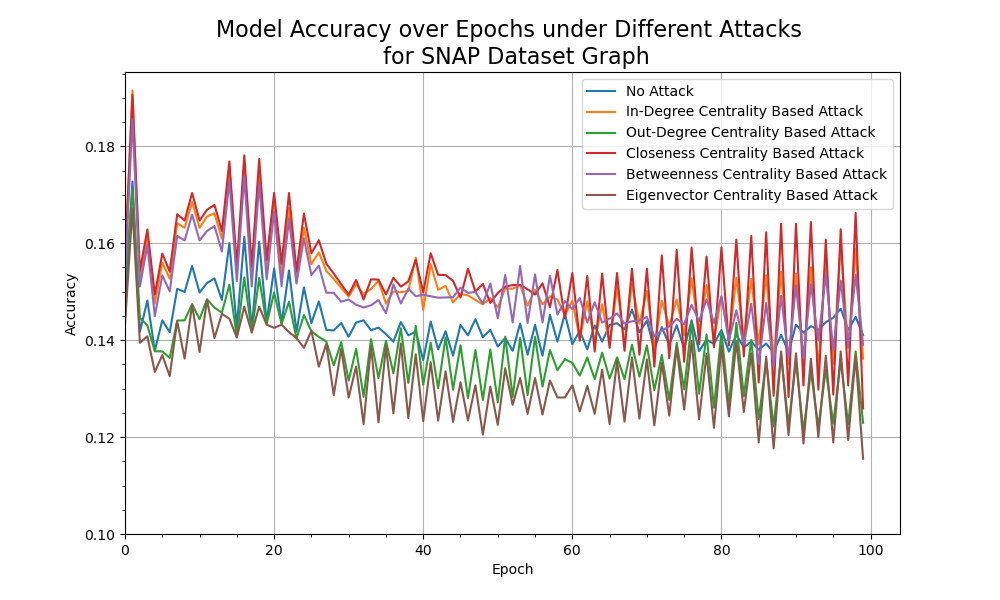 Model Accuracy over Epochs under Different Attacks
for SNAP Dataset Graph
No Attack
In-Degree Centrality Based Attack
Out-Degree Centrality Based Attack
Closeness Centrality Based Attack
Betweenness Centrality Based Attack
Eigenvector Centrality Based Attack
Accuracy
0.18
0.16
0.14
0.12
0.10
0 20 40 60 80 100
Epoch